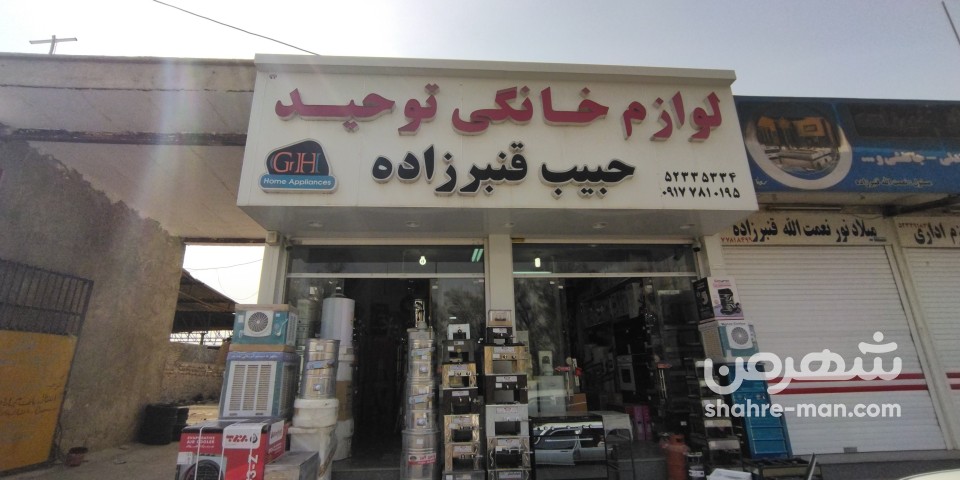 لوازم خانگی توحید
حبیب قنبرزاده
۵۲۳۳۵۳۳۴
۰۹۱۷۷۸۱۰۱۹۵
GH
Home Appliances
میلاد نور نعمت الله قنبرزاده
اداری
شهرمن
shahre-man.com